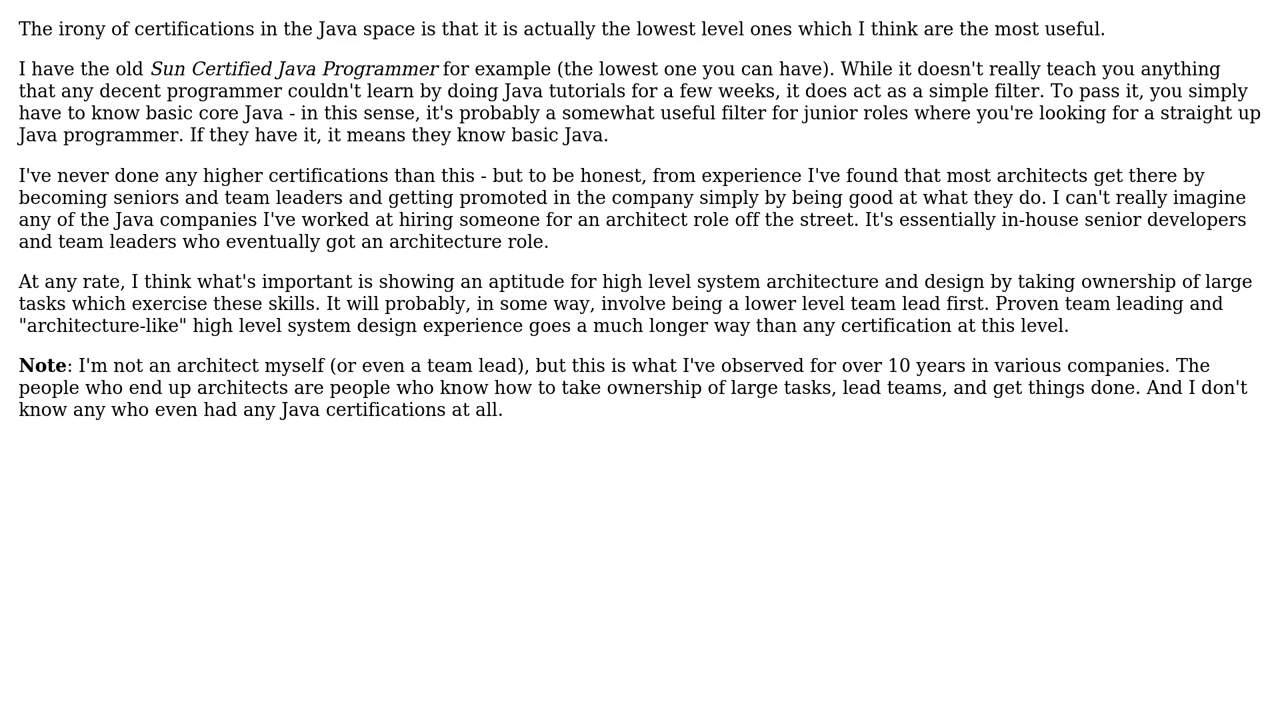 The irony of certifications in the Java space is that it is actually the lowest level ones which I think are the most useful.
I have the old Sun Certified Java Programmer for example (the lowest one you can have). While it doesn't really teach you anything
that any decent programmer couldn't learn by doing Java tutorials for a few weeks, it does act as a simple filter. To pass it, you simply
have to know basic core Java - in this sense, it's probably a somewhat useful filter for junior roles where you're looking for a straight up
Java programmer. If they have it, it means they know basic Java.
I've never done any higher certifications than this - but to be honest, from experience I've found that most architects get there by
becoming seniors and team leaders and getting promoted in the company simply by being good at what they do. I can't really imagine
any of the Java companies I've worked at hiring someone for an architect role off the street. It's essentially in-house senior developers
and team leaders who eventually got an architecture role.
At any rate, I think what's important is showing an aptitude for high level system architecture and design by taking ownership of large
tasks which exercise these skills. It will probably, in some way, involve being a lower level team lead first. Proven team leading and
"architecture-like" high level system design experience goes a much longer way than any certification at this level.
Note: I'm not an architect myself (or even a team lead), but this is what I've observed for over 10 years in various companies. The
people who end up architects are people who know how to take ownership of large tasks, lead teams, and get things done. And I don't
know any who even had any Java certifications at all.